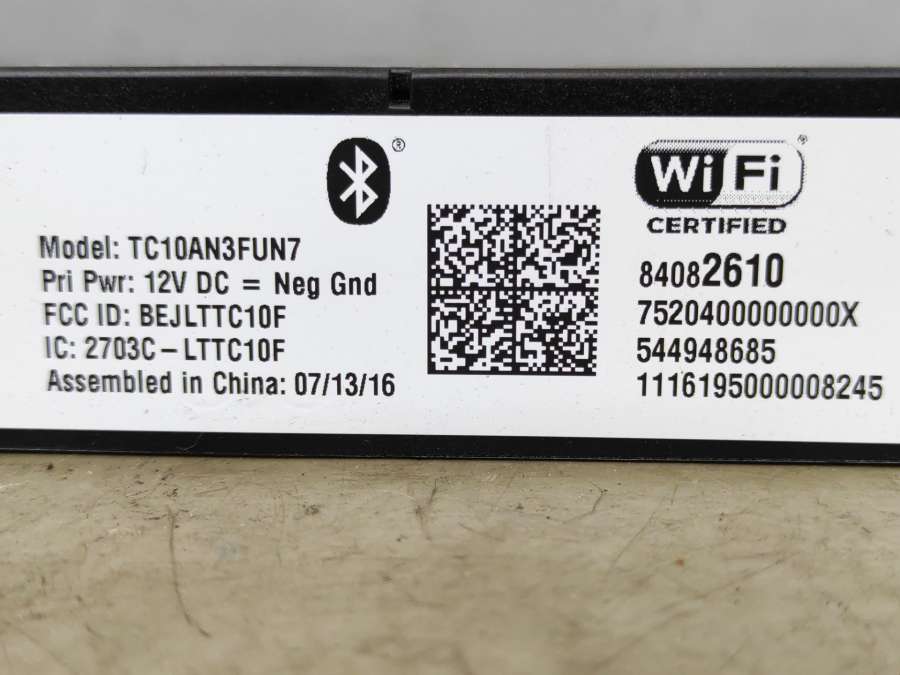 ®
Model: TC10AN3FUN7
Pri Pwr: 12V DC = Neg Gnd
FCC ID: BEJLTTC10F
IC: 2703C-LTTC10F
Assembled in China: 07/13/16
WiFi®
CERTIFIED
84082610
7520400000000X
544948685
1116195000008245